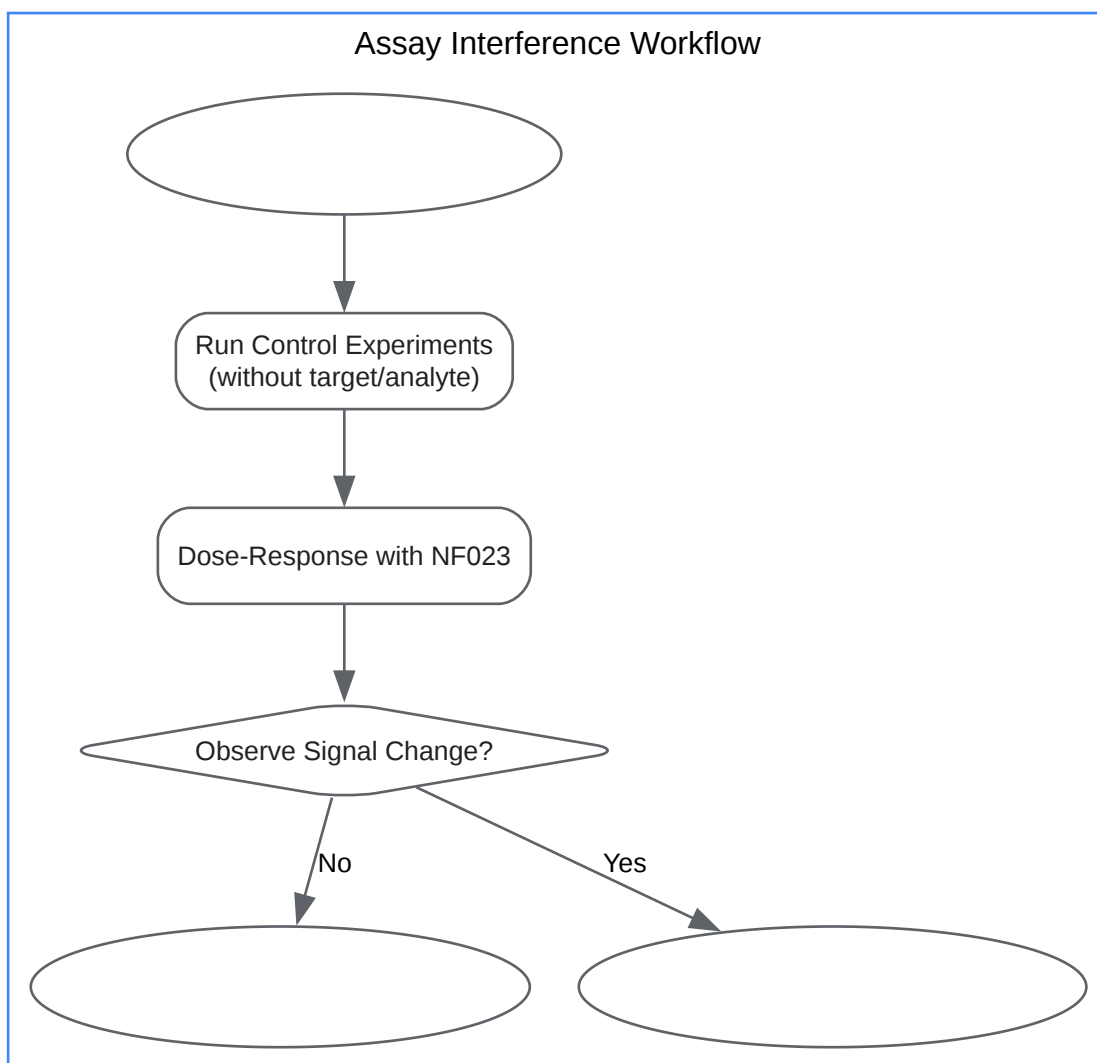 Assay Interference Workflow
Run Control Experiments
(without target/analyte)
Dose-Response with NF023
Observe Signal Change?
No
Yes